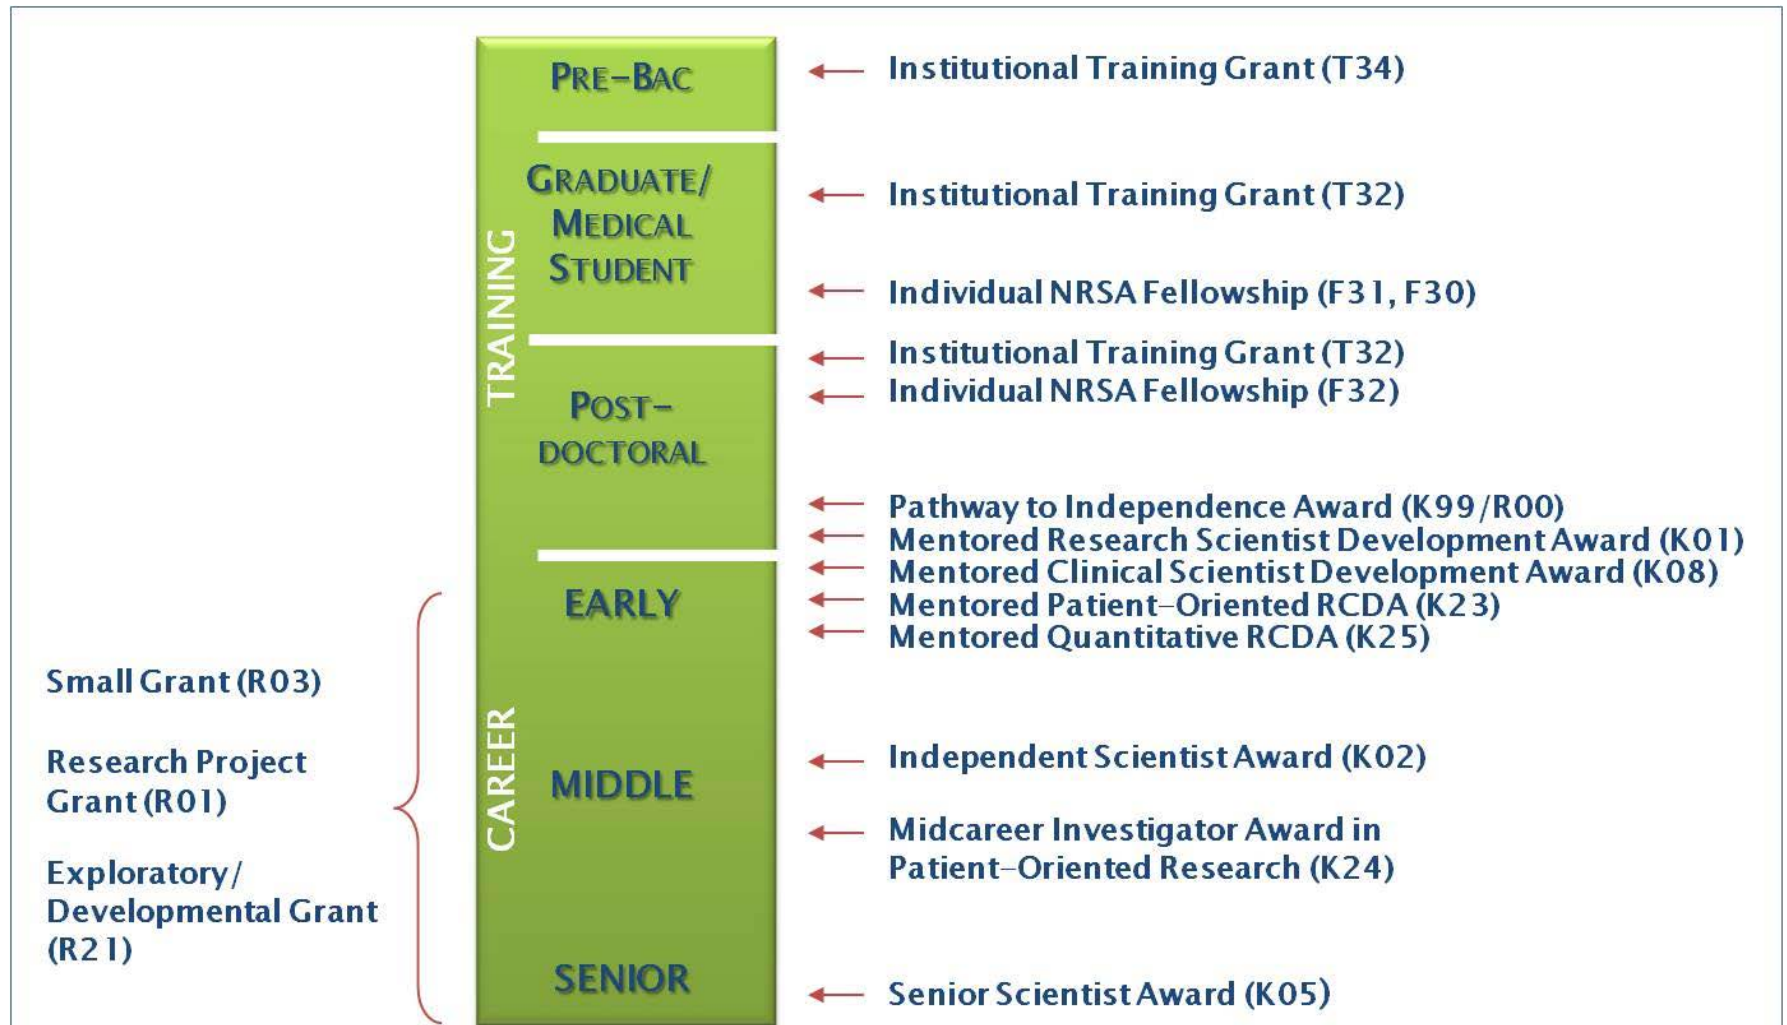 PRE-BAC
GRADUATE/
MEDICAL
STUDENT
TRAINING
POST-
DOCTORAL
EARLY
MIDDLE
CAREER
SENIOR
Institutional Training Grant (T34)
Institutional Training Grant (T32)
Individual NRSA Fellowship (F31, F30)
Institutional Training Grant (T32)
Individual NRSA Fellowship (F32)
Pathway to Independence Award (K99/R00)
Mentored Research Scientist Development Award (K01)
Mentored Clinical Scientist Development Award (K08)
Mentored Patient-Oriented RCDA (K23)
Mentored Quantitative RCDA (K25)
Independent Scientist Award (K02)
Midcareer Investigator Award in
Patient-Oriented Research (K24)
Senior Scientist Award (K05)
Small Grant (R03)
Research Project
Grant (R01)
Exploratory/
Developmental Grant
(R21)